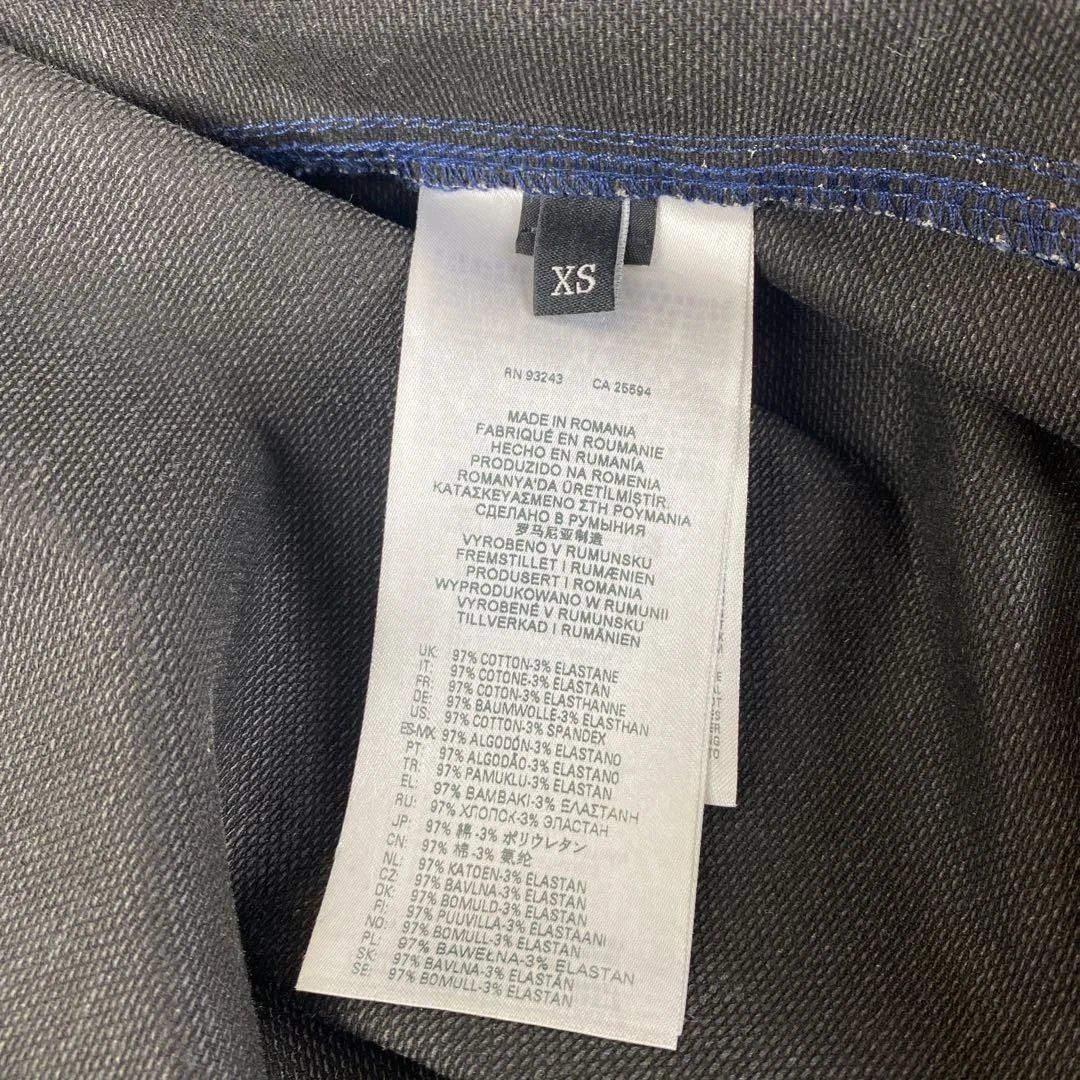 XS
RN 93243 CA 25594
MADE IN ROMANIA
FABRIQUÉ EN ROUMANIE
HECHO EN RUMANÍA
PRODUZIDO NA ROMENIA
ROMANYA'DA ÜRETİLMİŞTİR
ΚΑΤΑΣΚΕΥΑΣΜΕΝΟ ΣΤΗ ΡΟΥΜΑΝΙΑ
СДЕЛАНО В РУМЫНИЯ
罗马尼亚制造
VYROBENO V RUMUNSKU
FREMSTILLET I RUMÆNIEN
PRODUSERT I ROMANIA
WYPRODUKOWANO W RUMUNII
VYROBENÉ V RUMUNSKU
TILLVERKAD I RUMÄNIEN
UK: 97% COTTON-3% ELASTANE
IT: 97% COTONE-3% ELASTAN
FR: 97% COTON-3% ELASTHANNE
DE: 97% BAUMWOLLE-3% ELASTHAN
US: 97% COTTON-3% SPANDEX
ES-MX: 97% ALGODÓN-3% ELASTANO
PT: 97% ALGODÃO-3% ELASTANO
TR: 97% PAMUKLU-3% ELASTAN
EL: 97% ΒΑΜΒΑΚΙ-3% ΕΛΑΣΤΑΝΗ
RU: 97% ХЛОПОК-3% ЭЛАСТАН
JP: 97% 綿-3% ポリウレタン
CN: 97% 棉-3% 氨纶
NL: 97% KATOEN-3% ELASTAN
CZ: 97% BAVLNA-3% ELASTAN
DK: 97% BOMULD-3% ELASTAN
FI: 97% PUUVILLA-3% ELASTAANI
NO: 97% BOMULL-3% ELASTAN
PL: 97% BAWEŁNA-3% ELASTAN
SK: 97% BAVLNA-3% ELASTAN
SE: 97% BOMULL-3% ELASTAN